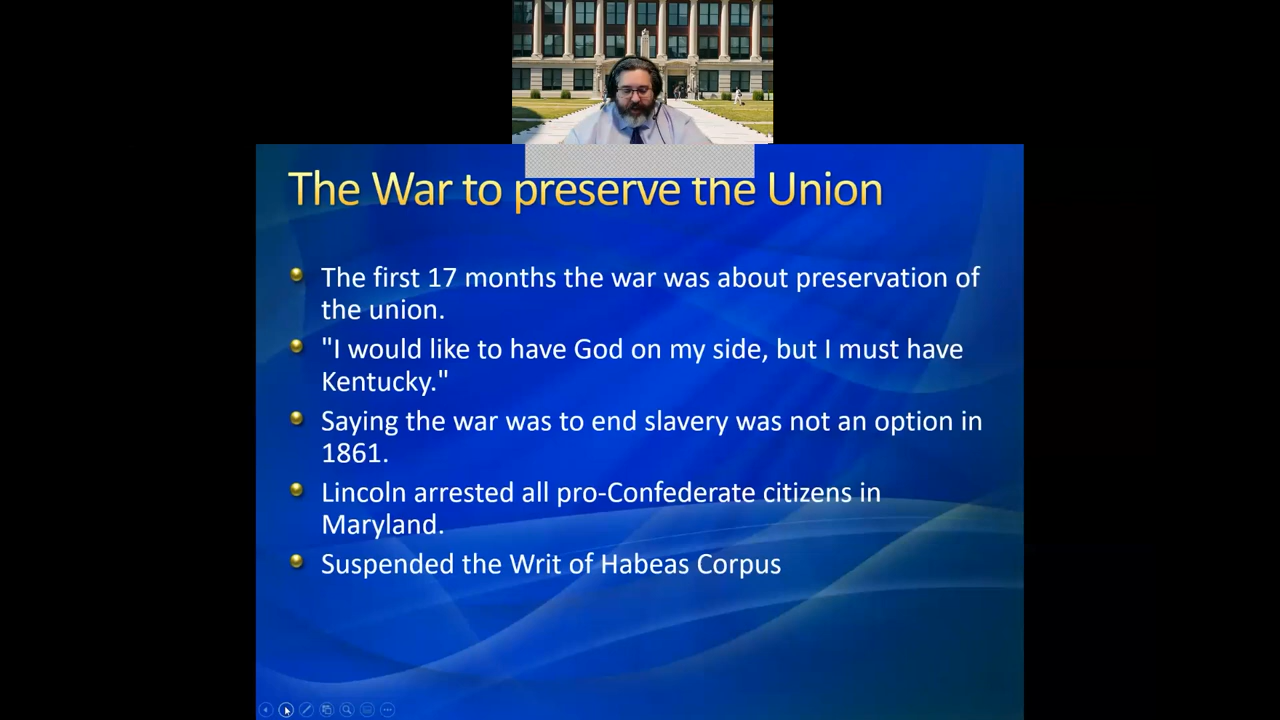 The War to preserve the Union
The first 17 months the war was about preservation of
the union.
"I would like to have God on my side, but I must have
Kentucky."
Saying the war was to end slavery was not an option in
1861.
Lincoln arrested all pro-Confederate citizens in
Maryland.
Suspended the Writ of Habeas Corpus